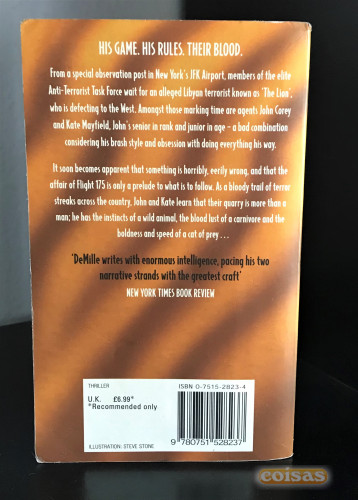 HIS GAME. HIS RULES. THEIR BLOOD.
From a special observation post in New York's JFK Airport, members of the elite
Anti-Terrorist Task Force wait for an alleged Libyan terrorist known as 'The Lion',
who is defecting to the West. Amongst those marking time are agents John Corey
and Kate Mayfield, John's senior in rank and junior in age – a bad combination
considering his brash style and obsession with doing everything his way.
It soon becomes apparent that something is horribly, eerily wrong, and that the
affair of Flight 175 is only a prelude to what is to follow. As a bloody trail of terror
streaks across the country, John and Kate learn that their quarry is more than a
man; he has the instincts of a wild animal, the blood lust of a carnivore and the
boldness and speed of a cat of prey . . .
'DeMille writes with enormous intelligence, pacing his two
narrative strands with the greatest craft'
NEW YORK TIMES BOOK REVIEW
THRILLER
U.K. £6.99*
*Recommended only
ISBN 0-7515-2823-4
9 780751 528237
ILLUSTRATION: STEVE STONE
coisas